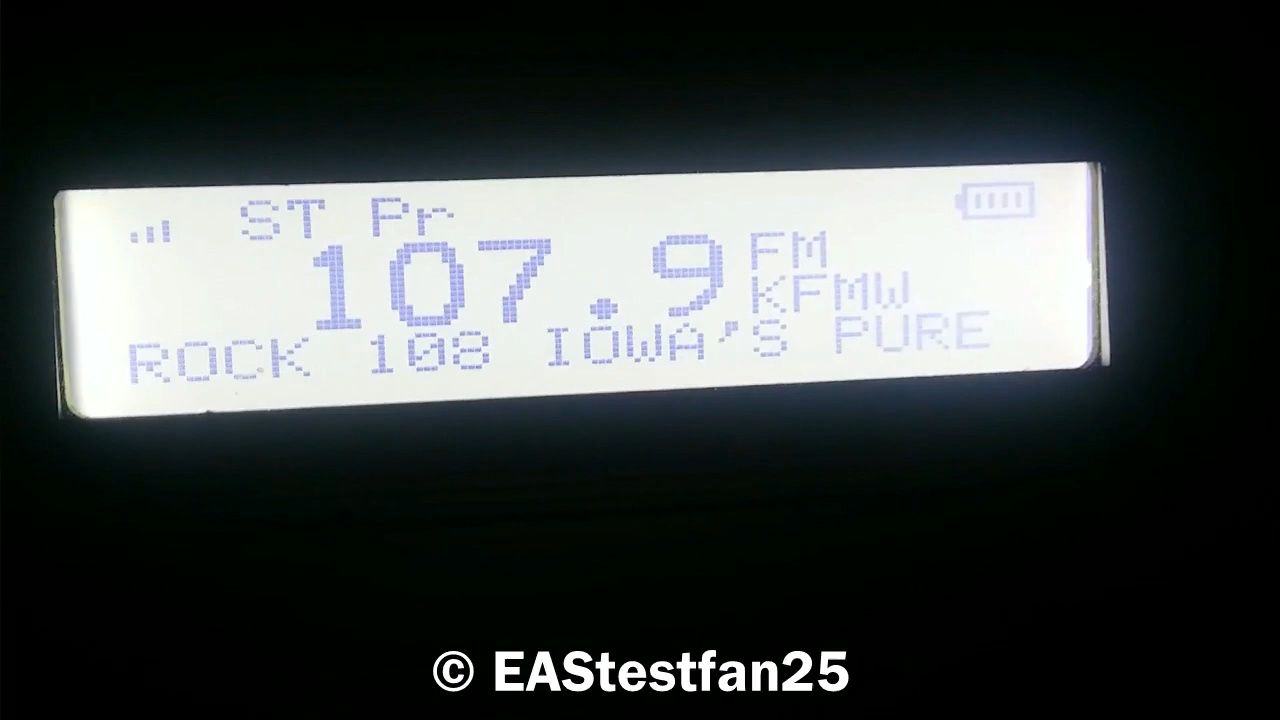 ST Pr
107.9 FM
KFMW
ROCK 108 IOWA'S PURE
© EAStestfan25